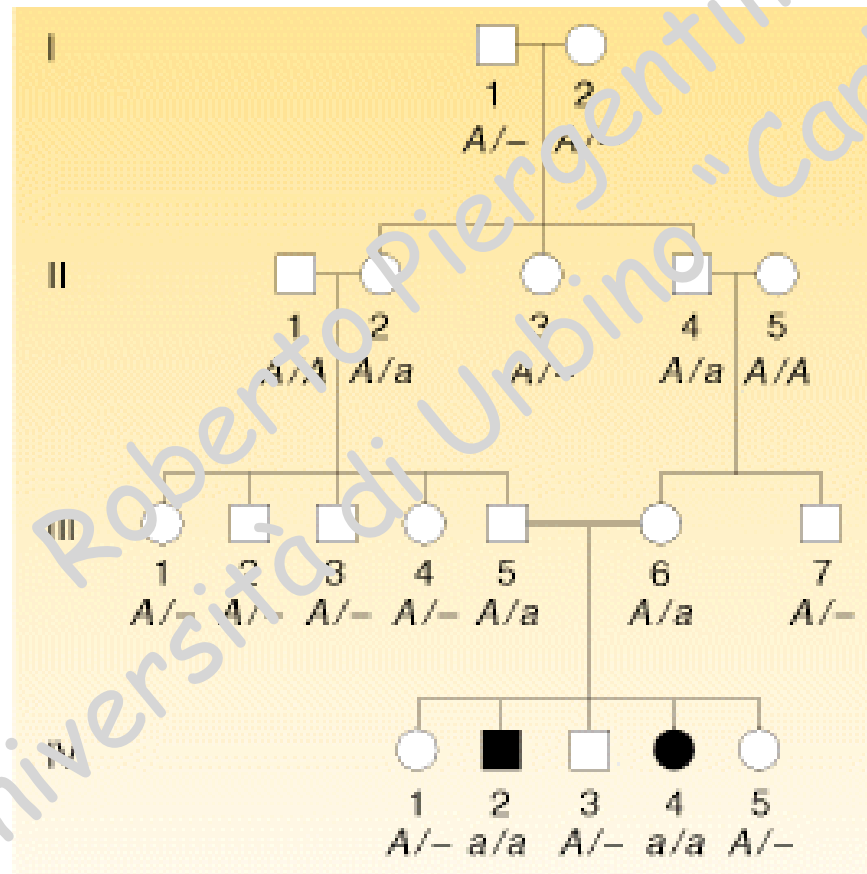 I
1 2
A/– A/–
II
1 2 3 4 5
A/A A/a A/– A/a A/A
III
1 2 3 4 5 6 7
A/– A/– A/– A/– A/a A/a A/–
IV
1 2 3 4 5
A/– a/a A/– a/a A/–
Roberto Piergentili
Università di Urbino "